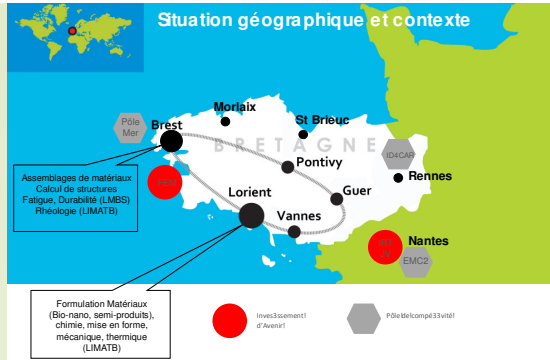 Situation géographique et contexte
Morlaix
St Brieuc
Pôle
Mer
Brest
BRETAGNE
ID4CAR
Pontivy
Rennes
Assemblages de matériaux
Calcul de structures
Fatigue, Durabilité (LMBS)
Rhéologie (LIMATB)
Lorient
Guer
Vannes
Nantes
EMC2
Formulation Matériaux
(Bio-nano, semi-produits),
chimie, mise en forme,
mécanique, thermique
(LIMATB)
Inves3ssement!
d'Avenir!
Pôle!de!compé33vité!